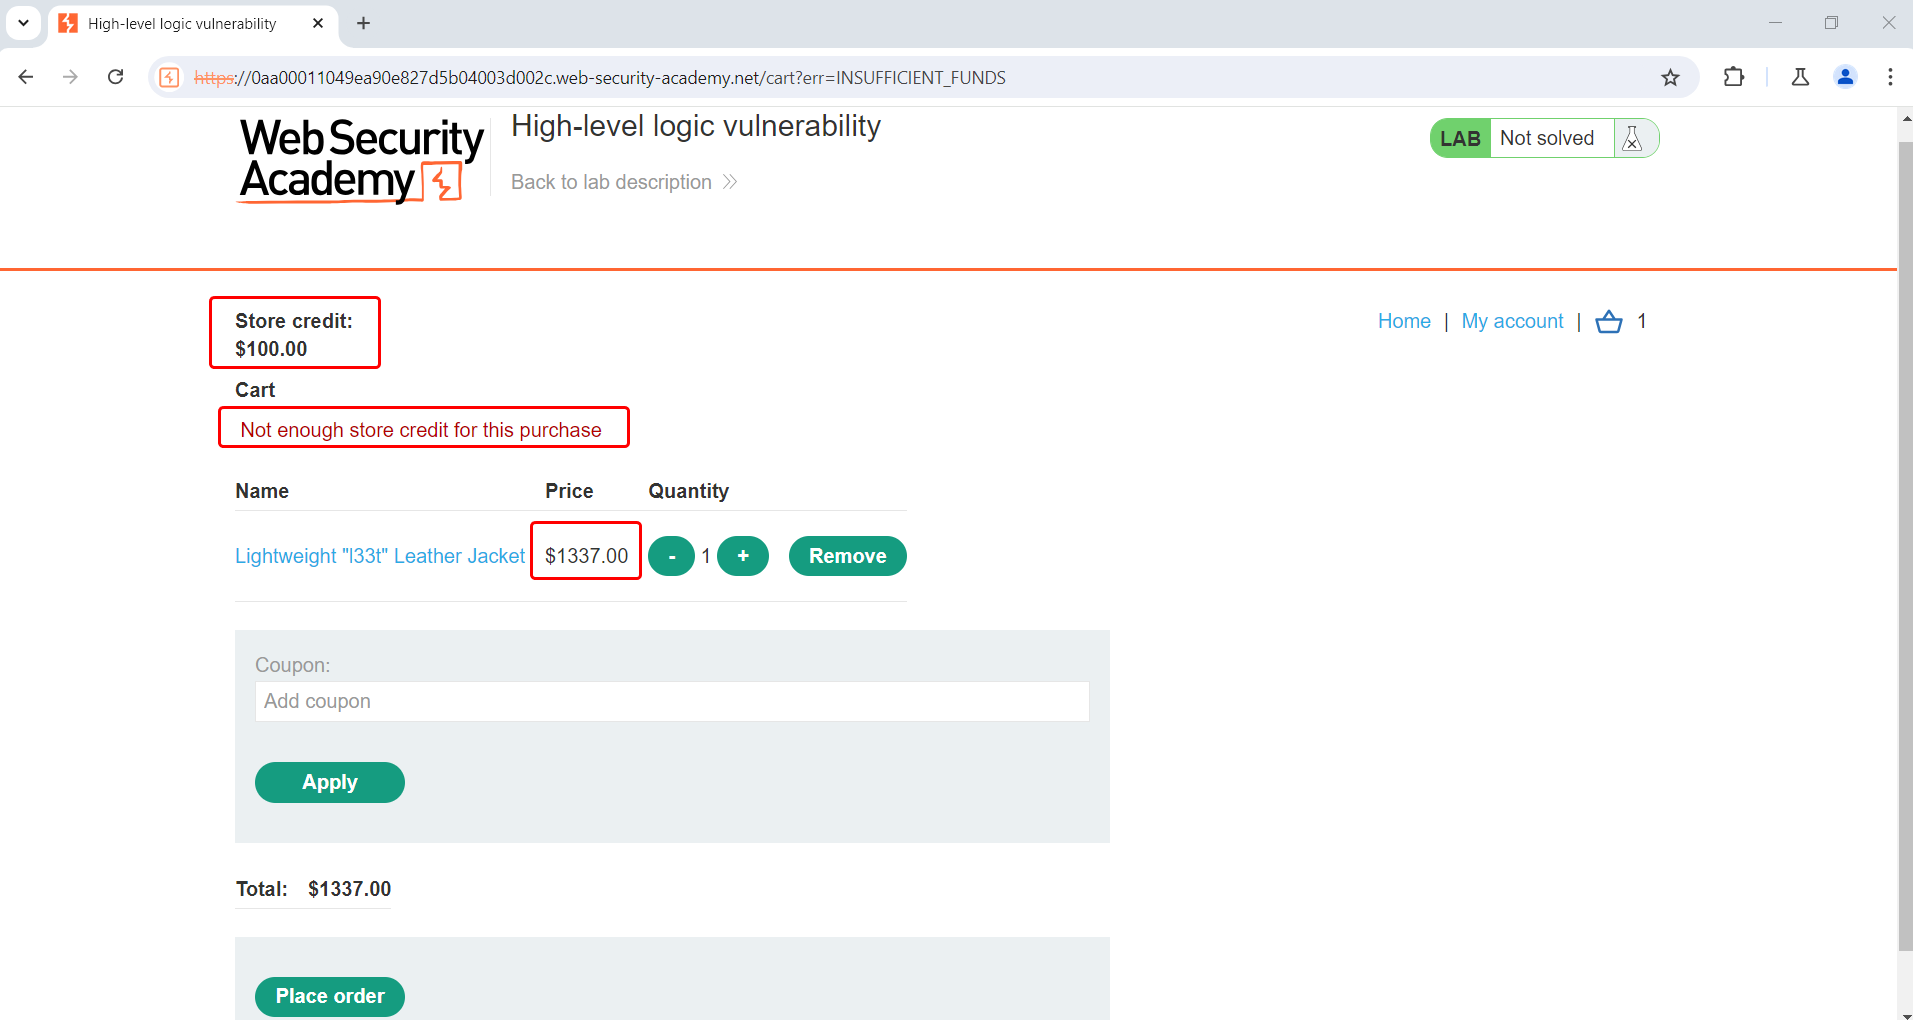 High-level logic vulnerability
https://0aa00011049ea90e827d5b04003d002c.web-security-academy.net/cart?err=INSUFFICIENT_FUNDS
Web Security
Academy
High-level logic vulnerability
Back to lab description
LAB Not solved
Store credit:
$100.00
Home | My account | 1
Cart
Not enough store credit for this purchase
Name Price Quantity
Lightweight "l33t" Leather Jacket $1337.00 - 1 + Remove
Coupon:
Add coupon
Apply
Total: $1337.00
Place order